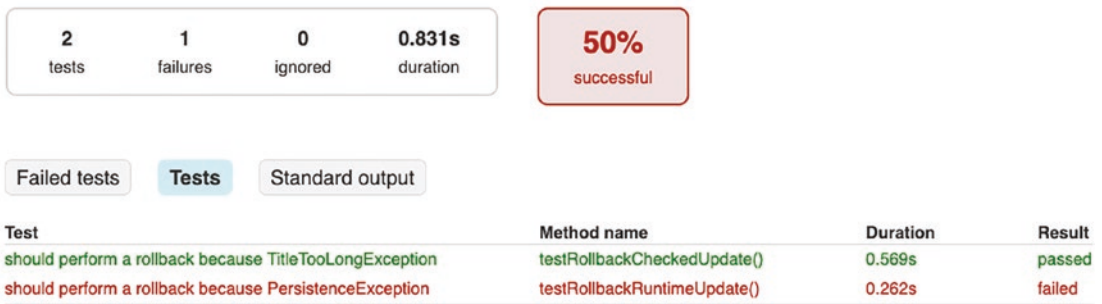 2 1 0 0.831s 50%
tests failures ignored duration successful
Failed tests Tests Standard output
Test Method name Duration Result
should perform a rollback because TitleTooLongException testRollbackCheckedUpdate() 0.569s passed
should perform a rollback because PersistenceException testRollbackRuntimeUpdate() 0.262s failed